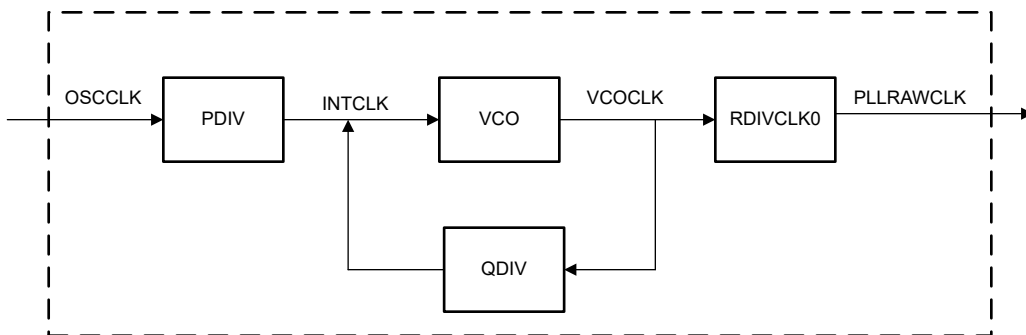 OSCCLK
PDIV
INTCLK
VCO
VCOCLK
RDIVCLK0
PLLRAWCLK
QDIV